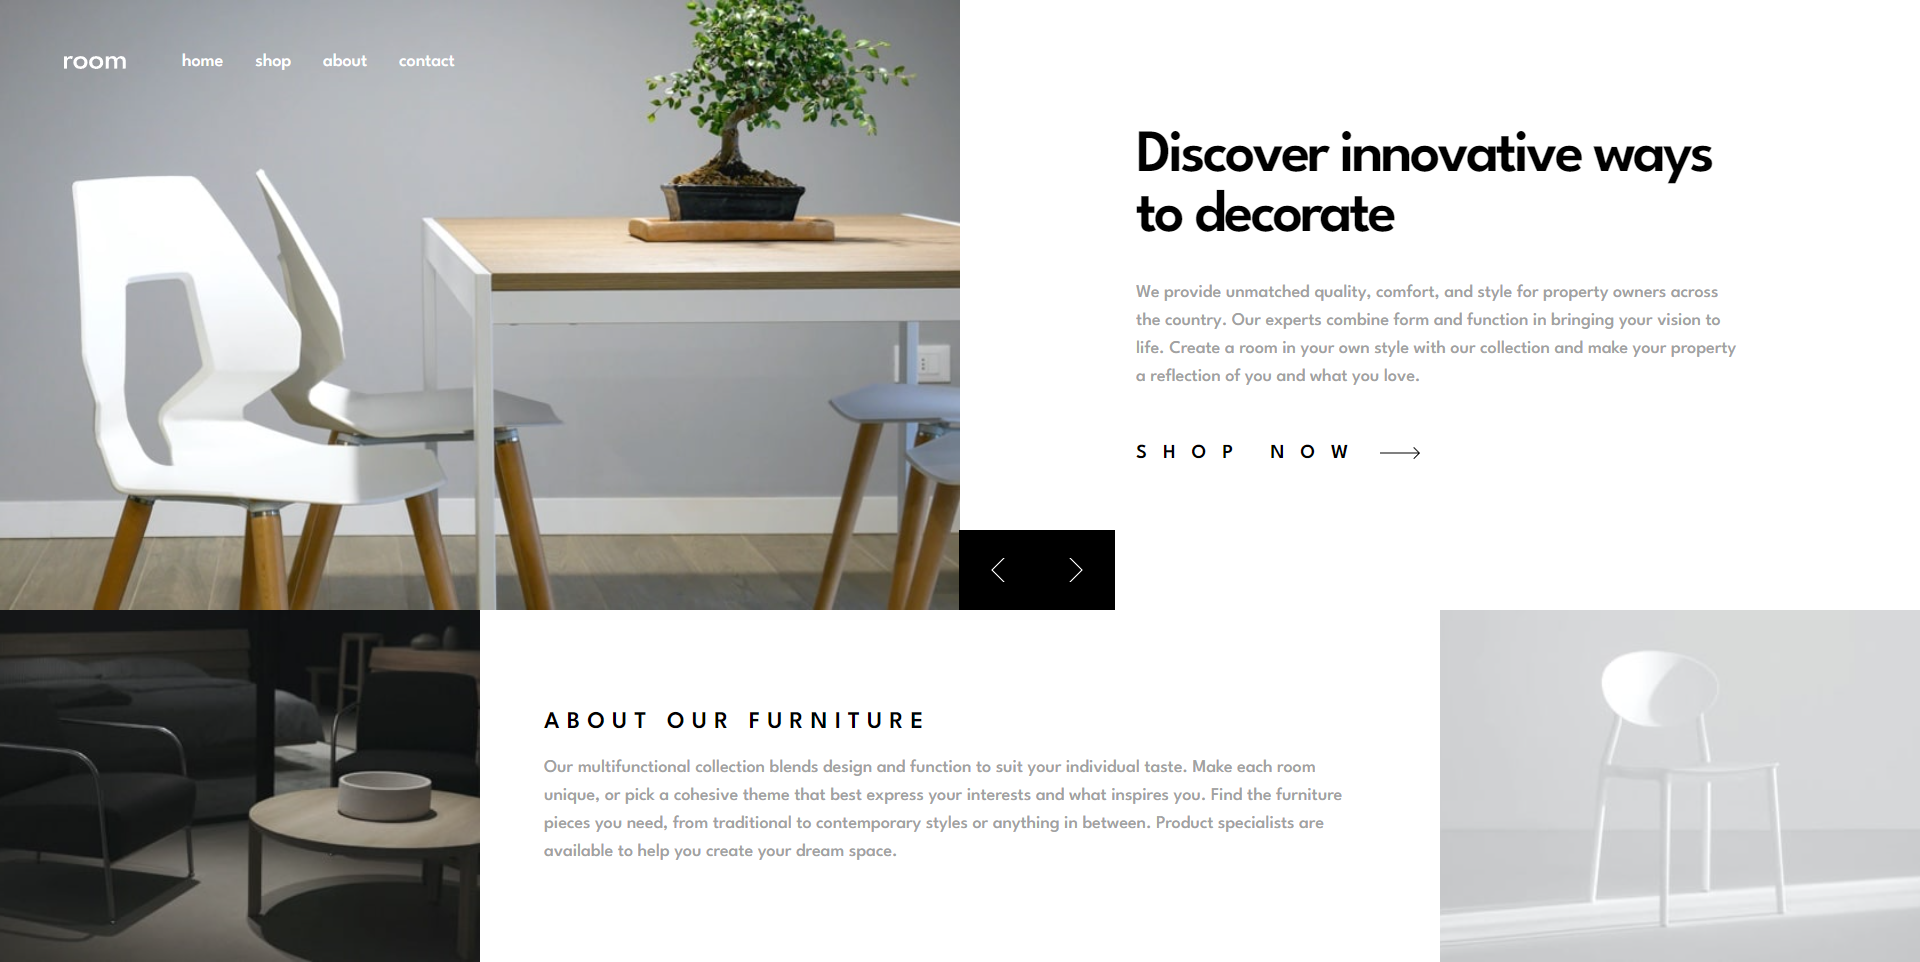 room
home shop about contact
Discover innovative ways
to decorate
We provide unmatched quality, comfort, and style for property owners across
the country. Our experts combine form and function in bringing your vision to
life. Create a room in your own style with our collection and make your property
a reflection of you and what you love.
SHOP NOW
ABOUT OUR FURNITURE
Our multifunctional collection blends design and function to suit your individual taste. Make each room
unique, or pick a cohesive theme that best express your interests and what inspires you. Find the furniture
pieces you need, from traditional to contemporary styles or anything in between. Product specialists are
available to help you create your dream space.